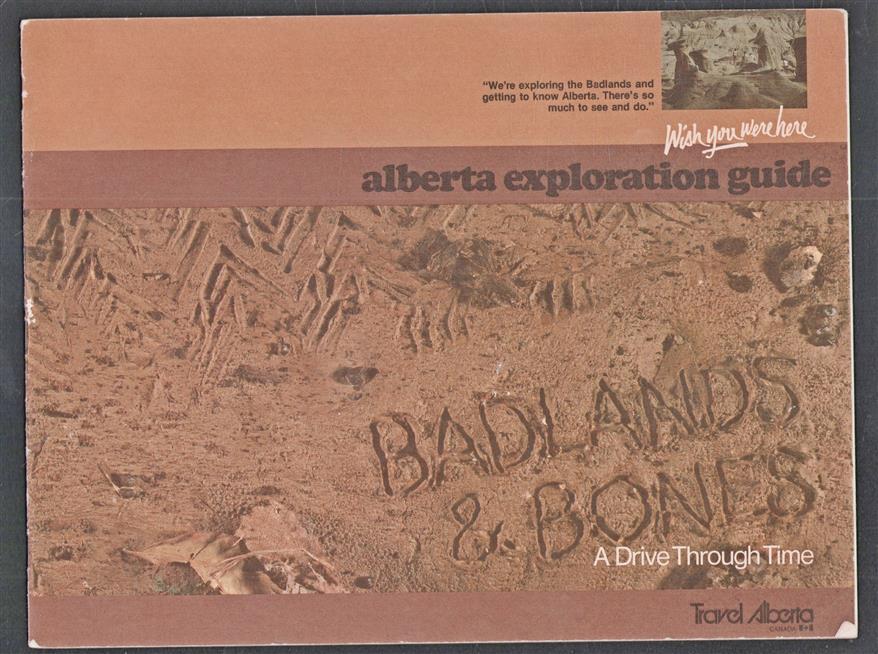 "We're exploring the Badlands and
getting to know Alberta. There's so
much to see and do."
Wish you were here
alberta exploration guide
BADLANDS
& BONES
A Drive Through Time
Travel Alberta
CANADA